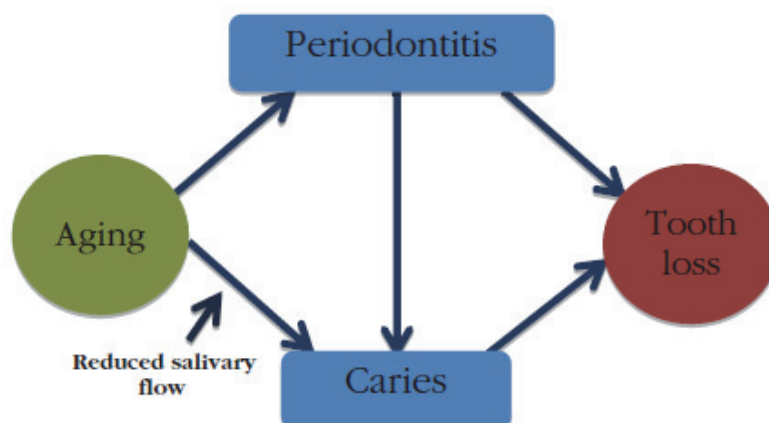 Periodontitis
Aging
Tooth
loss
Reduced salivary
flow
Caries